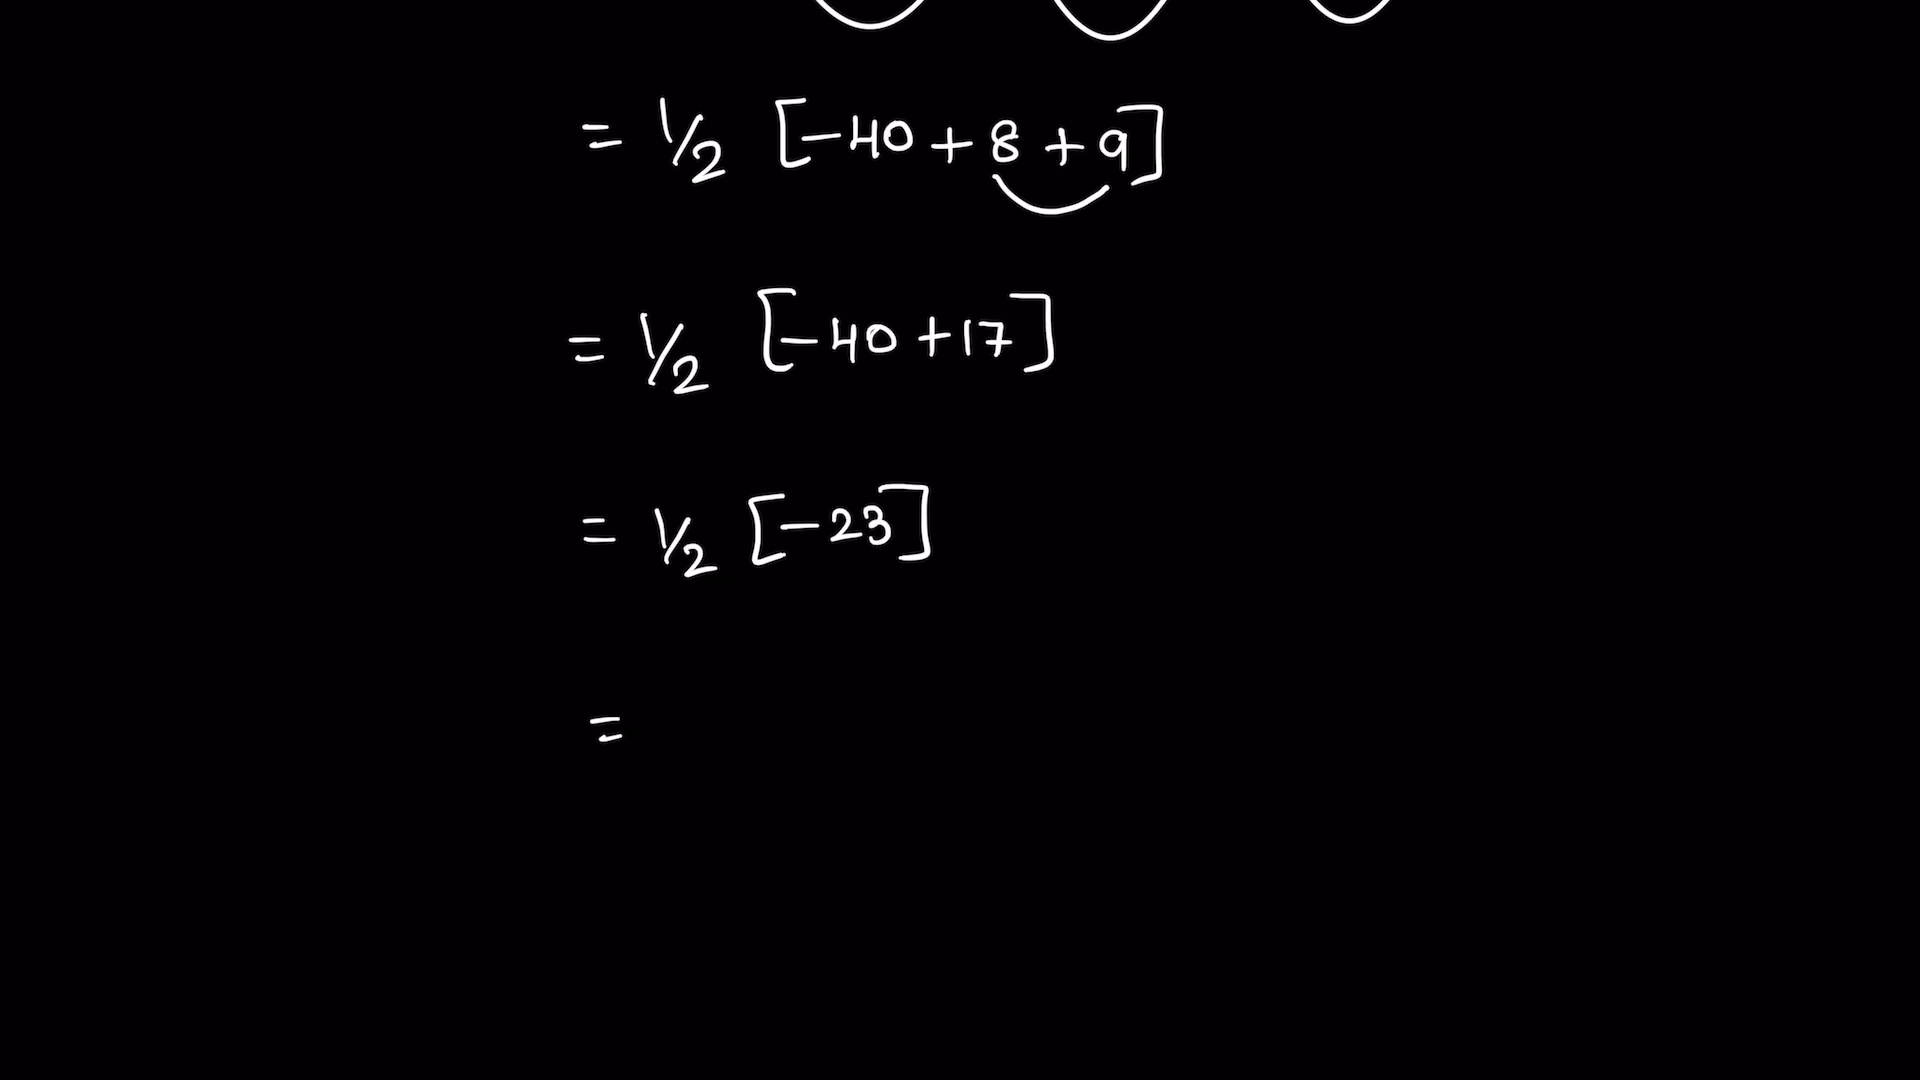 = 1/2 [-40 + 8 + 9]
= 1/2 [-40 + 17]
= 1/2 [-23]
=